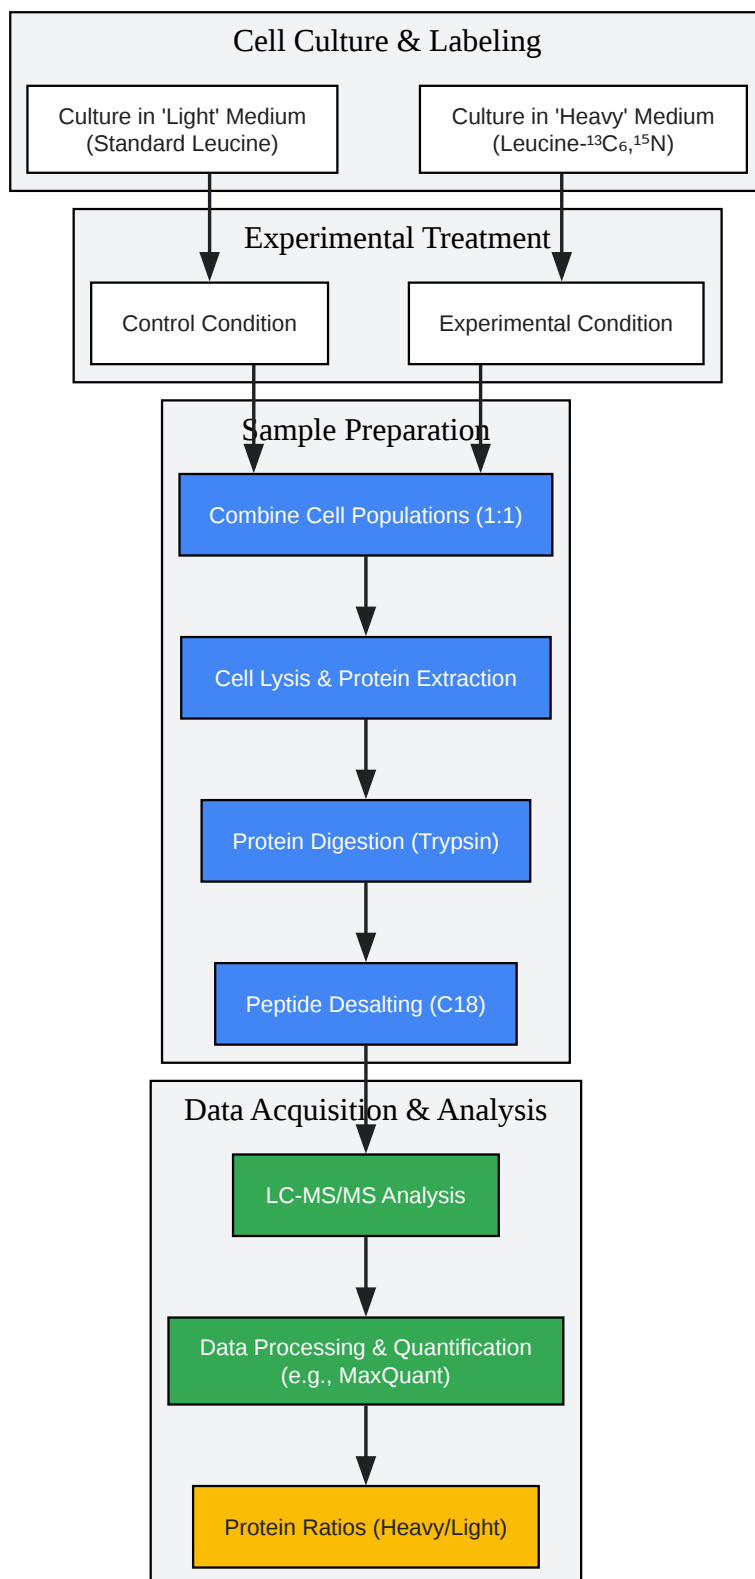 Cell Culture & Labeling
Culture in 'Light' Medium
(Standard Leucine)
Culture in 'Heavy' Medium
(Leucine-¹³C₆,¹⁵N)
Experimental Treatment
Control Condition
Experimental Condition
Sample Preparation
Combine Cell Populations (1:1)
Cell Lysis & Protein Extraction
Protein Digestion (Trypsin)
Peptide Desalting (C18)
Data Acquisition & Analysis
LC-MS/MS Analysis
Data Processing & Quantification
(e.g., MaxQuant)
Protein Ratios (Heavy/Light)